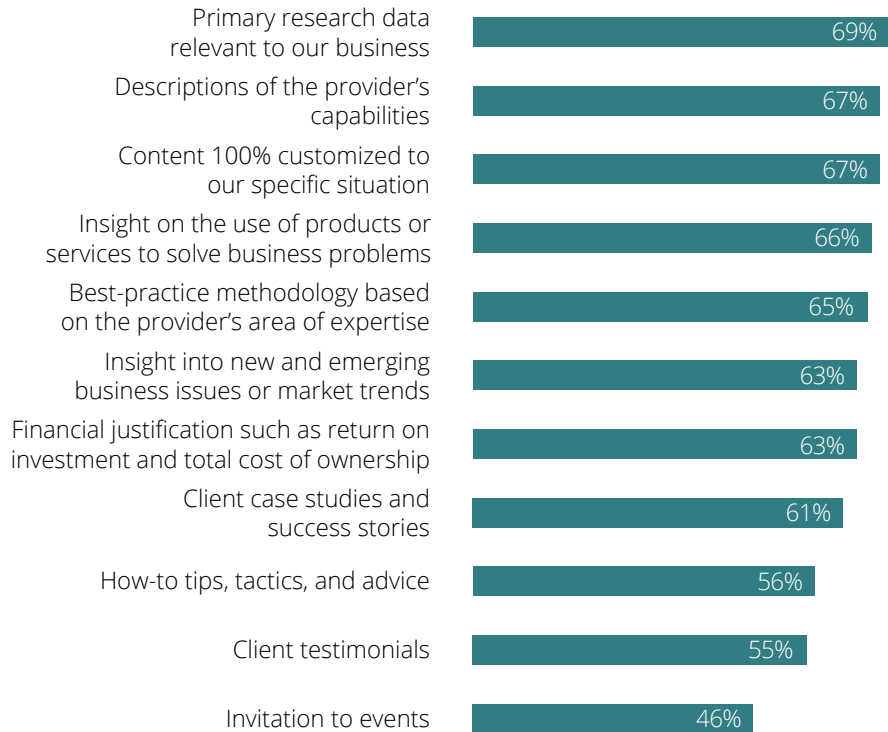 Primary research data
relevant to our business
69%
Descriptions of the provider’s
capabilities
67%
Content 100% customized to
our specific situation
67%
Insight on the use of products or
services to solve business problems
66%
Best-practice methodology based
on the provider’s area of expertise
65%
Insight into new and emerging
business issues or market trends
63%
Financial justification such as return on
investment and total cost of ownership
63%
Client case studies and
success stories
61%
How-to tips, tactics, and advice
56%
Client testimonials
55%
Invitation to events
46%